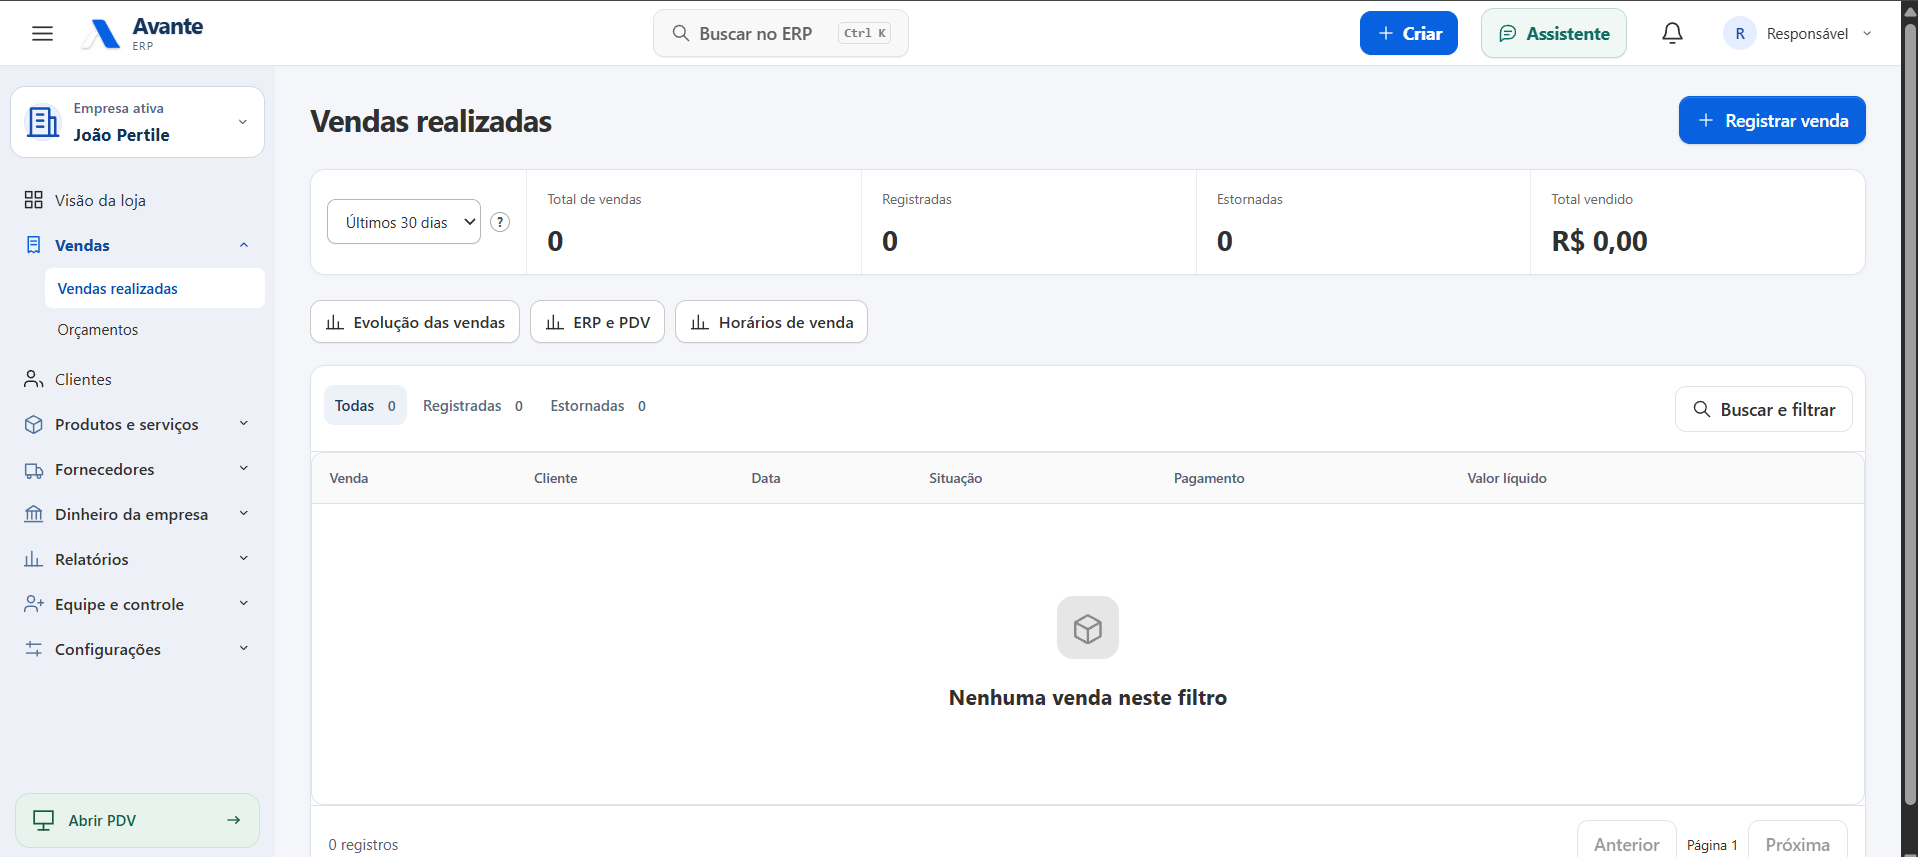 Avante
ERP
Buscar no ERP
Ctrl K
+ Criar
Assistente
R
Responsável
Empresa ativa
João Pertile
Visão da loja
Vendas
Vendas realizadas
Orçamentos
Clientes
Produtos e serviços
Fornecedores
Dinheiro da empresa
Relatórios
Equipe e controle
Configurações
Abrir PDV
Vendas realizadas
+ Registrar venda
Últimos 30 dias
?
Total de vendas
0
Registradas
0
Estornadas
0
Total vendido
R$ 0,00
Evolução das vendas
ERP e PDV
Horários de venda
Todas 0
Registradas 0
Estornadas 0
Buscar e filtrar
Venda Cliente Data Situação Pagamento Valor líquido
Nenhuma venda neste filtro
0 registros
Anterior
Página 1
Próxima